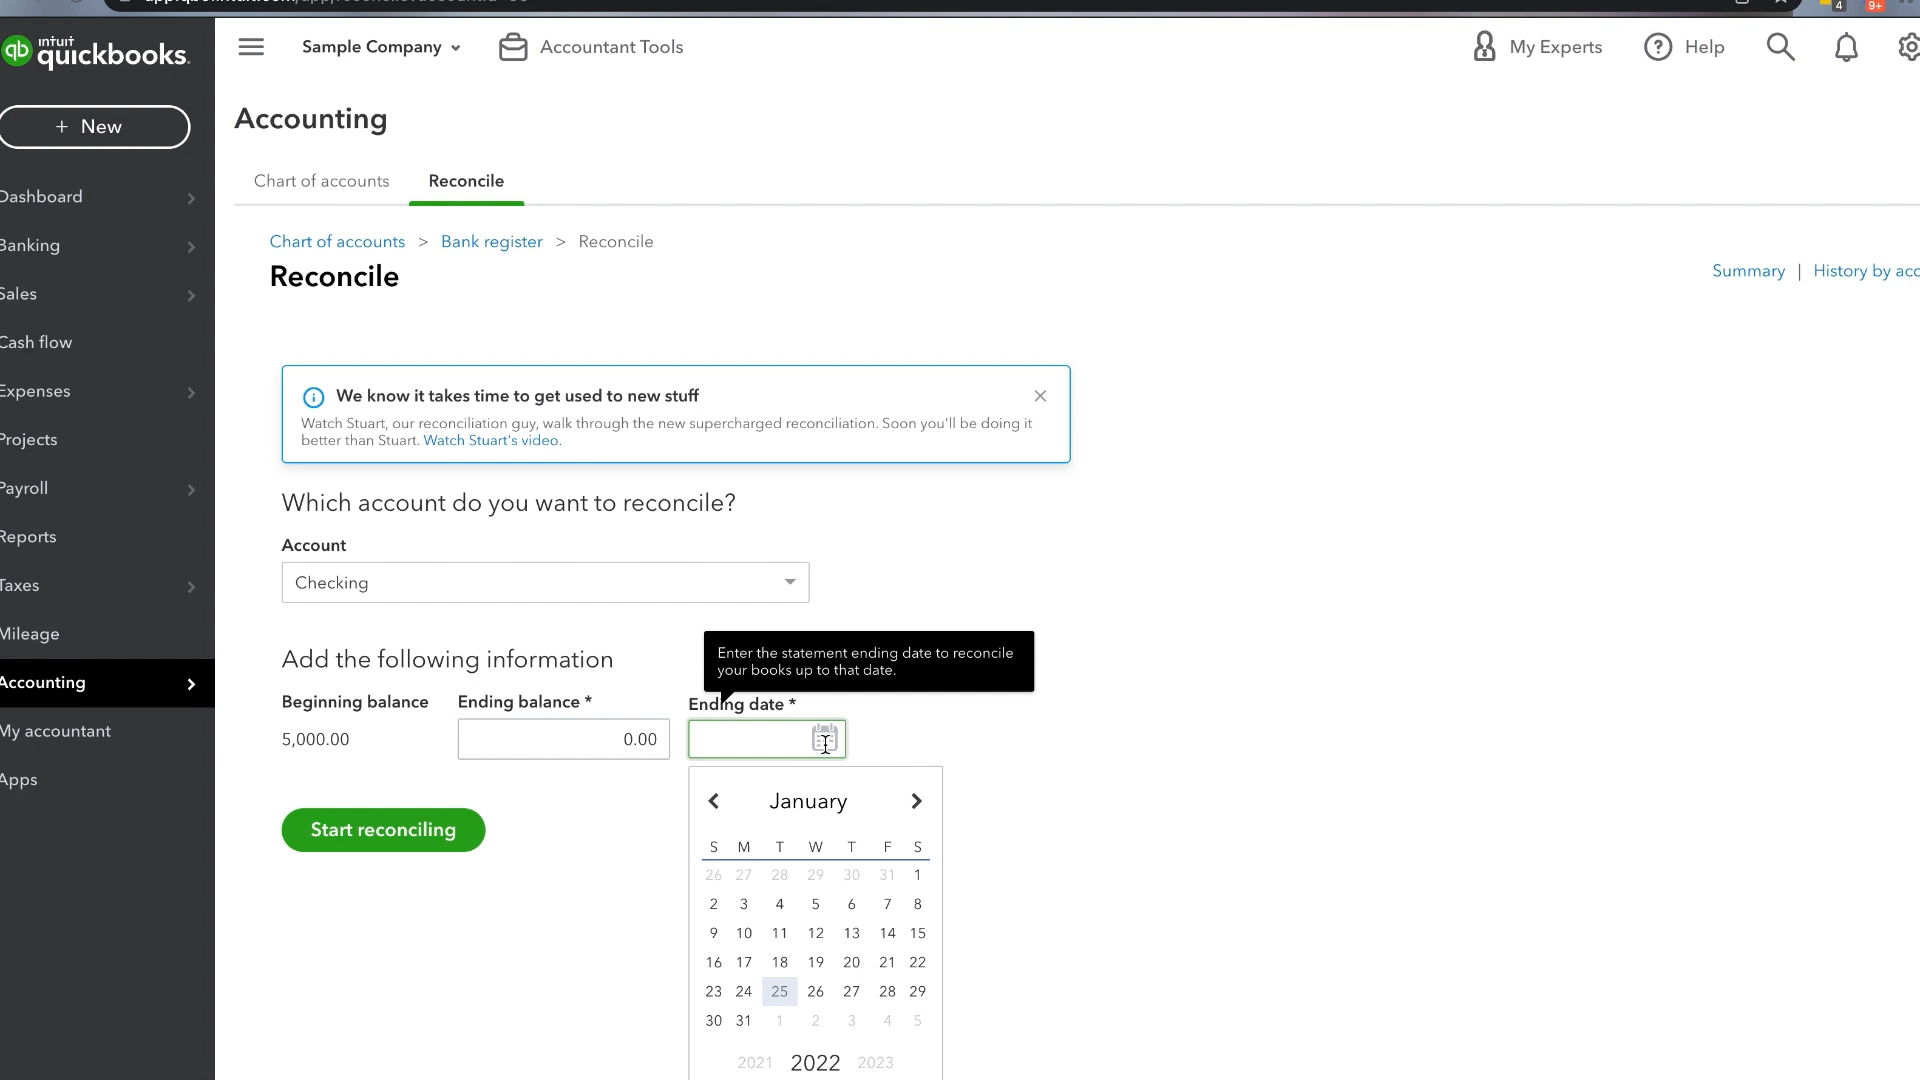 intuit
quickbooks.
Sample Company
Accountant Tools
My Experts
Help
4
9+
+ New
Accounting
Chart of accounts
Reconcile
Dashboard
Banking
Sales
Cash flow
Expenses
Projects
Payroll
Reports
Taxes
Mileage
Accounting
My accountant
Apps
Chart of accounts > Bank register > Reconcile
Reconcile
Summary | History by acc
We know it takes time to get used to new stuff
Watch Stuart, our reconciliation guy, walk through the new supercharged reconciliation. Soon you'll be doing it
better than Stuart. Watch Stuart's video.
Which account do you want to reconcile?
Account
Checking
Add the following information
Enter the statement ending date to reconcile
your books up to that date.
Beginning balance
Ending balance *
Ending date *
5,000.00
0.00
Start reconciling
January
S M T W T F S
26 27 28 29 30 31 1
2 3 4 5 6 7 8
9 10 11 12 13 14 15
16 17 18 19 20 21 22
23 24 25 26 27 28 29
30 31 1 2 3 4 5
2021 2022 2023